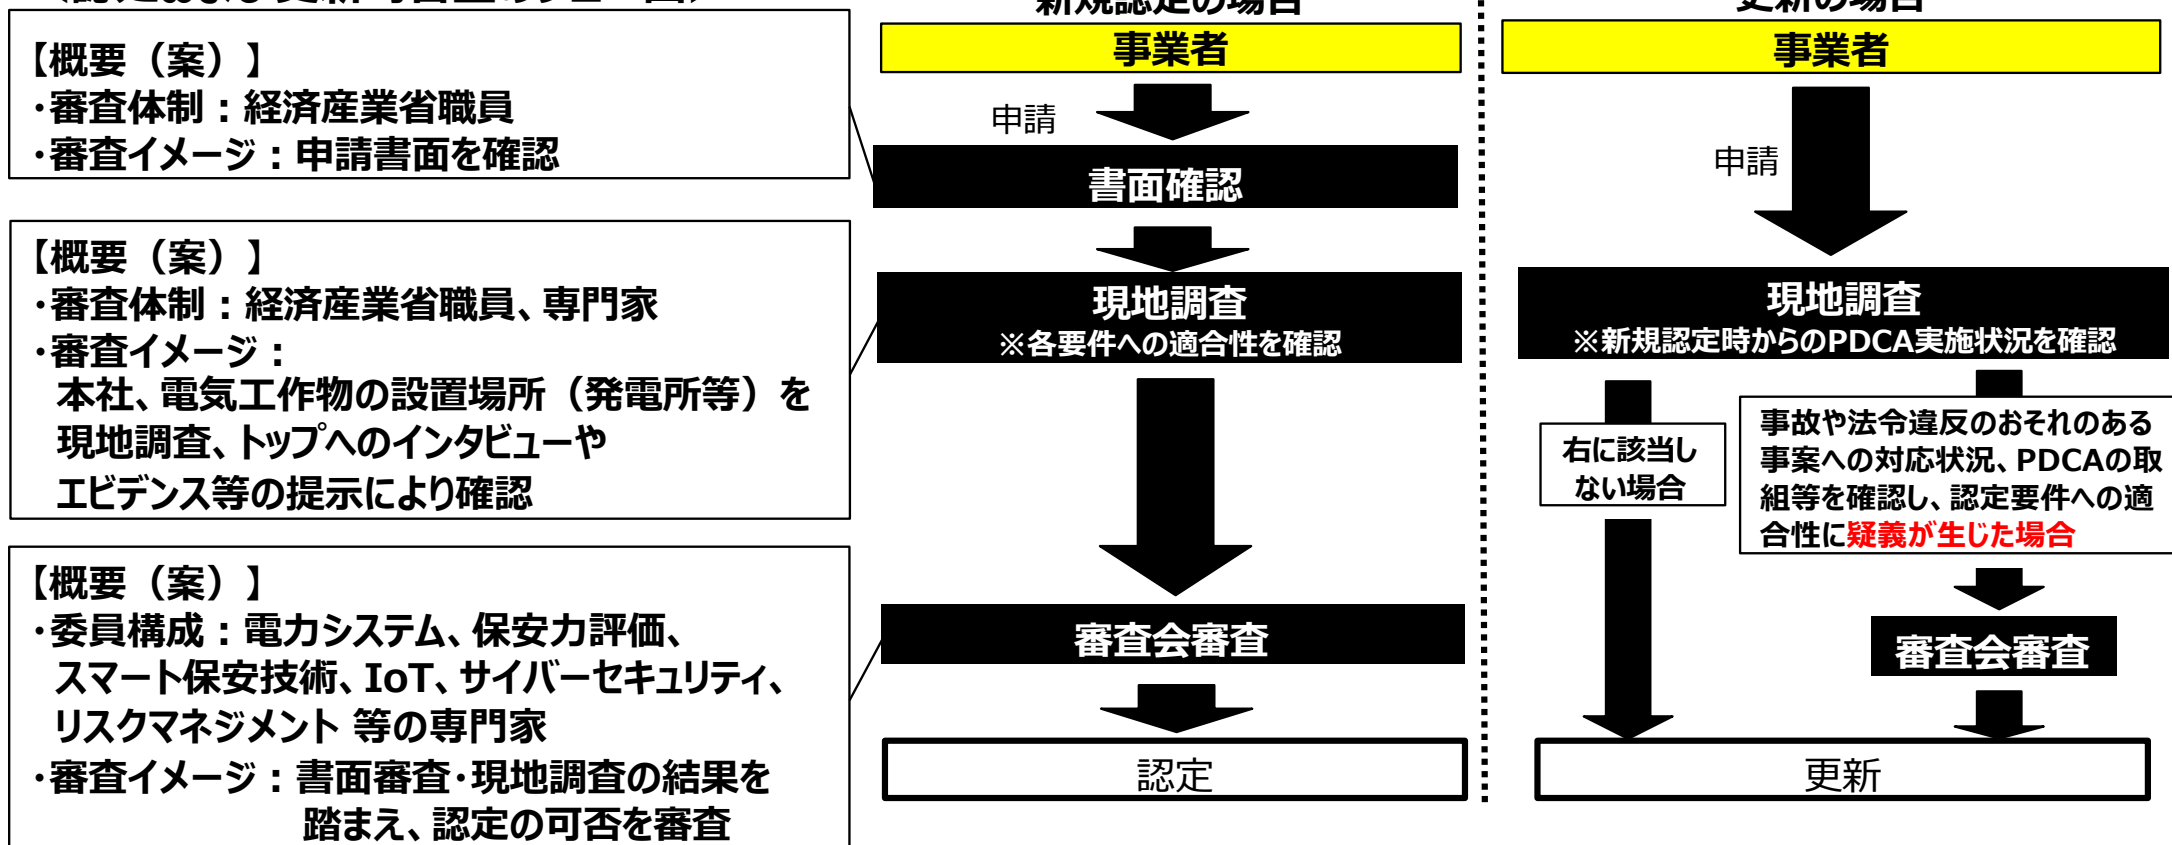 新規認定の場合
更新の場合
【概要（案）】
・審査体制：経済産業省職員
・審査イメージ：申請書面を確認
【概要（案）】
・審査体制：経済産業省職員、専門家
・審査イメージ：
本社、電気工作物の設置場所（発電所等）を
現地調査、トップへのインタビューや
エビデンス等の提示により確認
【概要（案）】
・委員構成：電力システム、保安力評価、
スマート保安技術、IoT、サイバーセキュリティ、
リスクマネジメント 等の専門家
・審査イメージ：書面審査・現地調査の結果を
踏まえ、認定の可否を審査
事業者
申請
書面確認
現地調査
※各要件への適合性を確認
審査会審査
認定
事業者
申請
現地調査
※新規認定時からのPDCA実施状況を確認
右に該当し
ない場合
事故や法令違反のおそれのある
事案への対応状況、PDCAの取
組等を確認し、認定要件への適
合性に疑義が生じた場合
審査会審査
更新